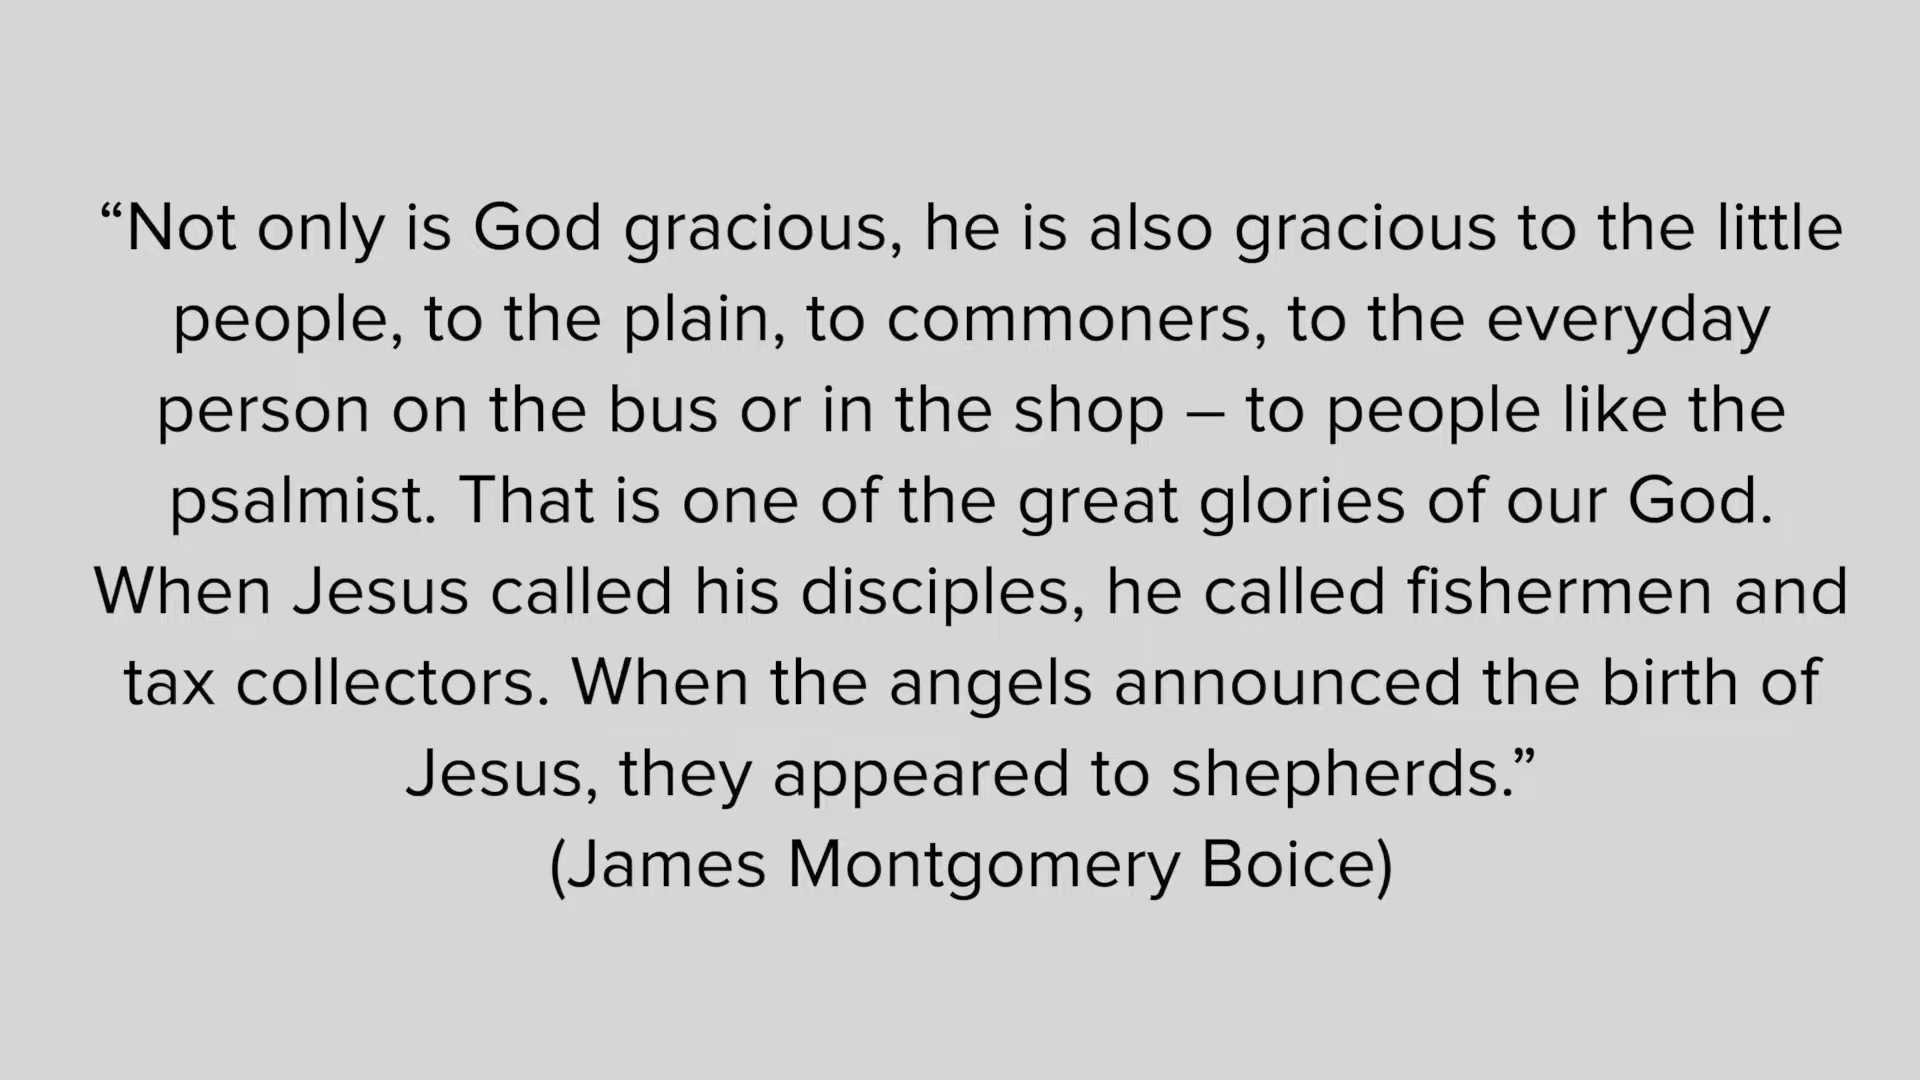 “Not only is God gracious, he is also gracious to the little
people, to the plain, to commoners, to the everyday
person on the bus or in the shop – to people like the
psalmist. That is one of the great glories of our God.
When Jesus called his disciples, he called fishermen and
tax collectors. When the angels announced the birth of
Jesus, they appeared to shepherds.”
(James Montgomery Boice)